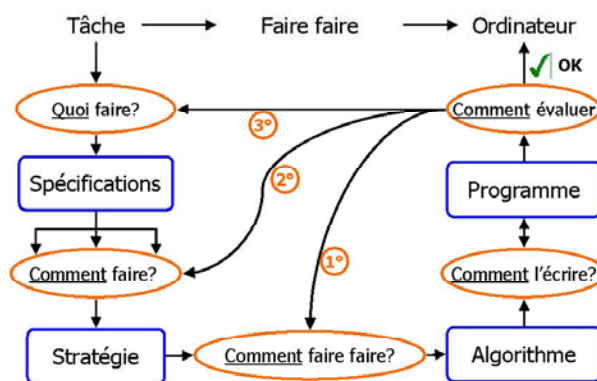 Tâche
Faire faire
Ordinateur
OK
Quoi faire?
Comment évaluer
3°
Spécifications
2°
Programme
1°
Comment faire?
Comment l'écrire?
Stratégie
Comment faire faire?
Algorithme